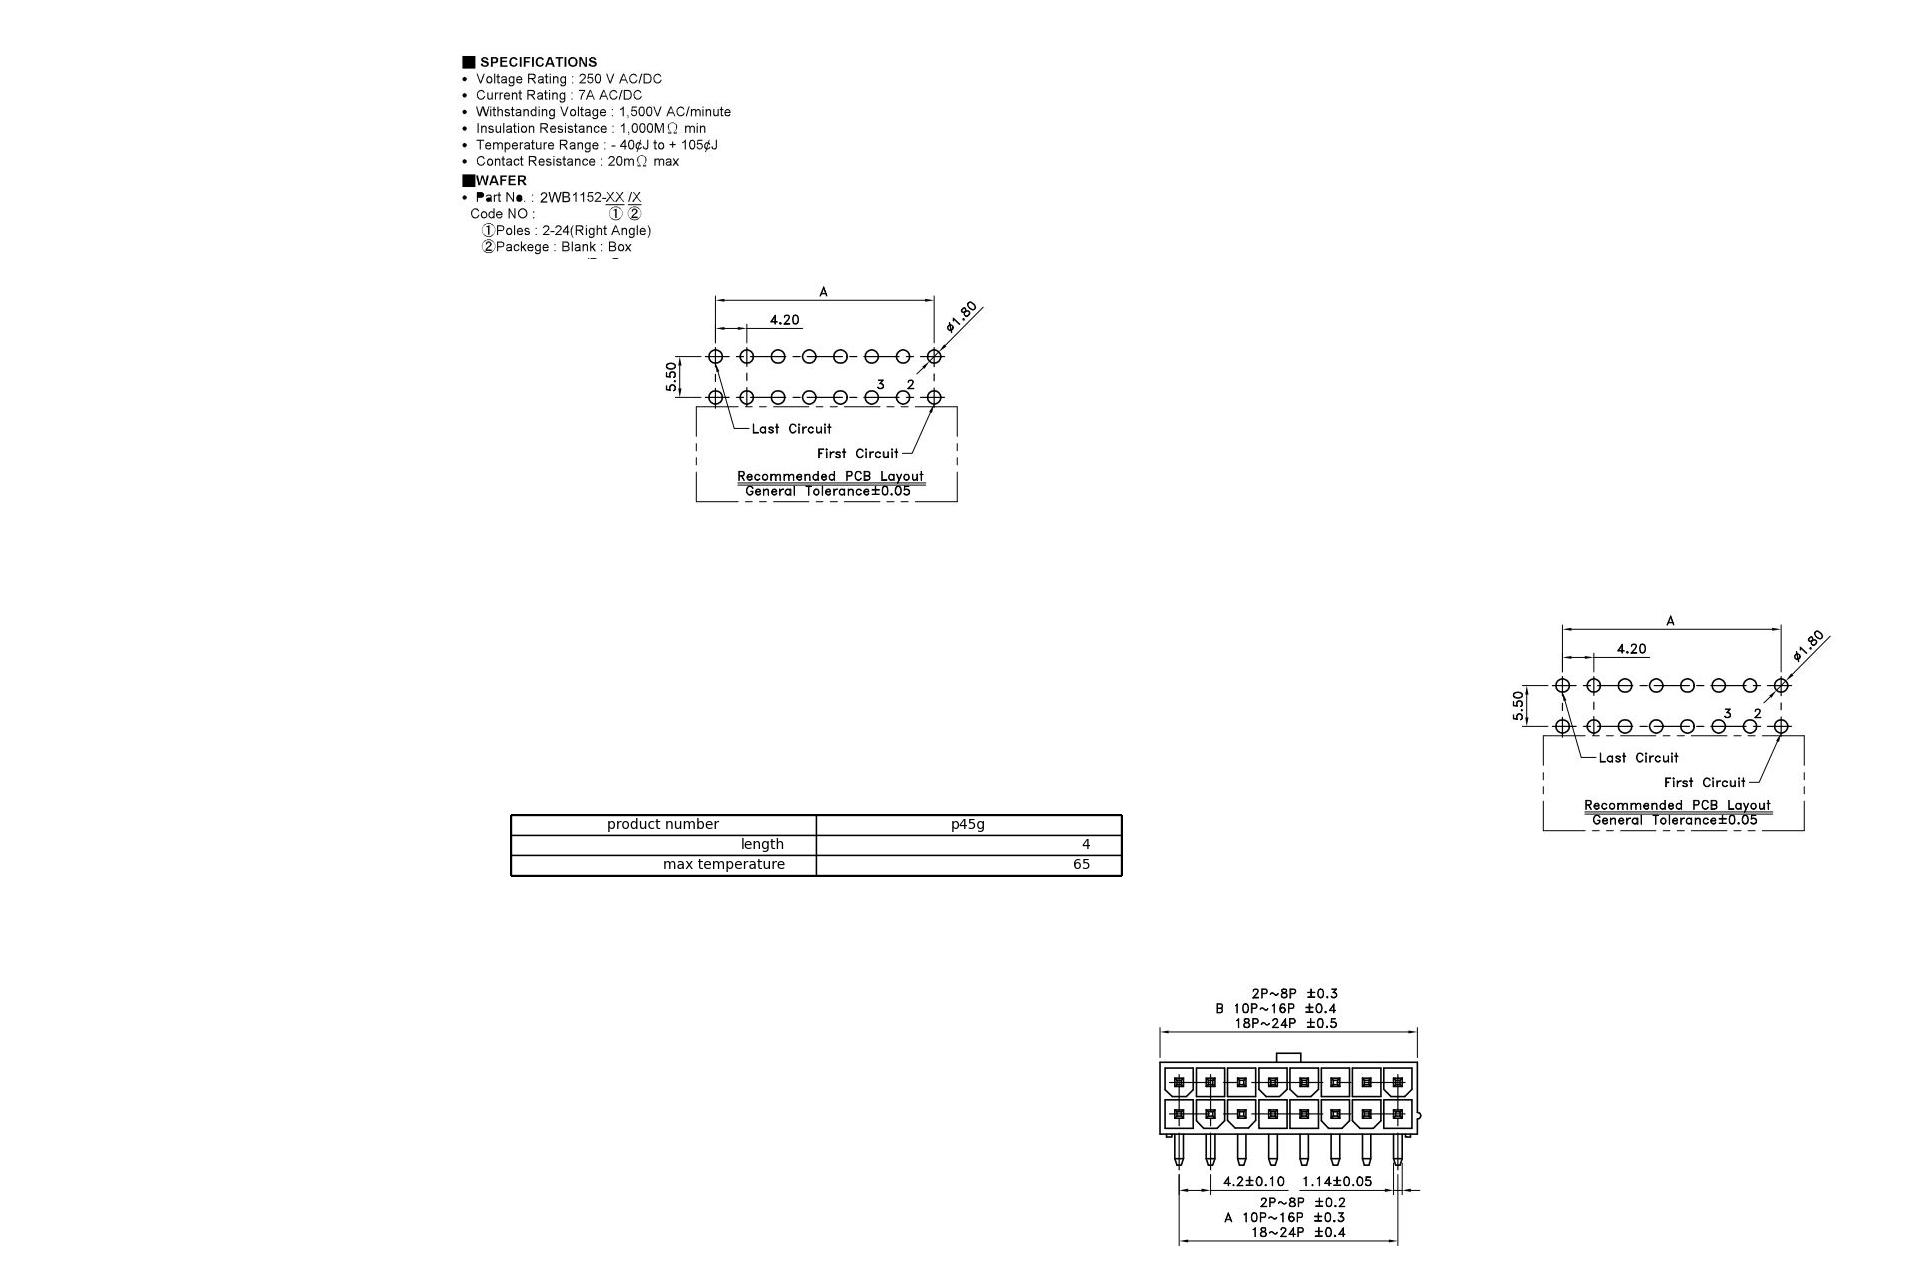 ■ SPECIFICATIONS
• Voltage Rating : 250 V AC/DC
• Current Rating : 7A AC/DC
• Withstanding Voltage : 1,500V AC/minute
• Insulation Resistance : 1,000MΩ min
• Temperature Range : - 40¢J to + 105¢J
• Contact Resistance : 20mΩ max
■WAFER
• Part No. : 2WB1152-XX /X
Code NO : ① ②
①Poles : 2-24(Right Angle)
②Packege : Blank : Box
A
4.20
ø1.80
5.50
3 2
Last Circuit
First Circuit
Recommended PCB Layout
General Tolerance±0.05
A
4.20
ø1.80
5.50
3 2
Last Circuit
First Circuit
Recommended PCB Layout
General Tolerance±0.05
product number p45g
length 4
max temperature 65
2P~8P ±0.3
B 10P~16P ±0.4
18P~24P ±0.5
4.2±0.10 1.14±0.05
2P~8P ±0.2
A 10P~16P ±0.3
18~24P ±0.4